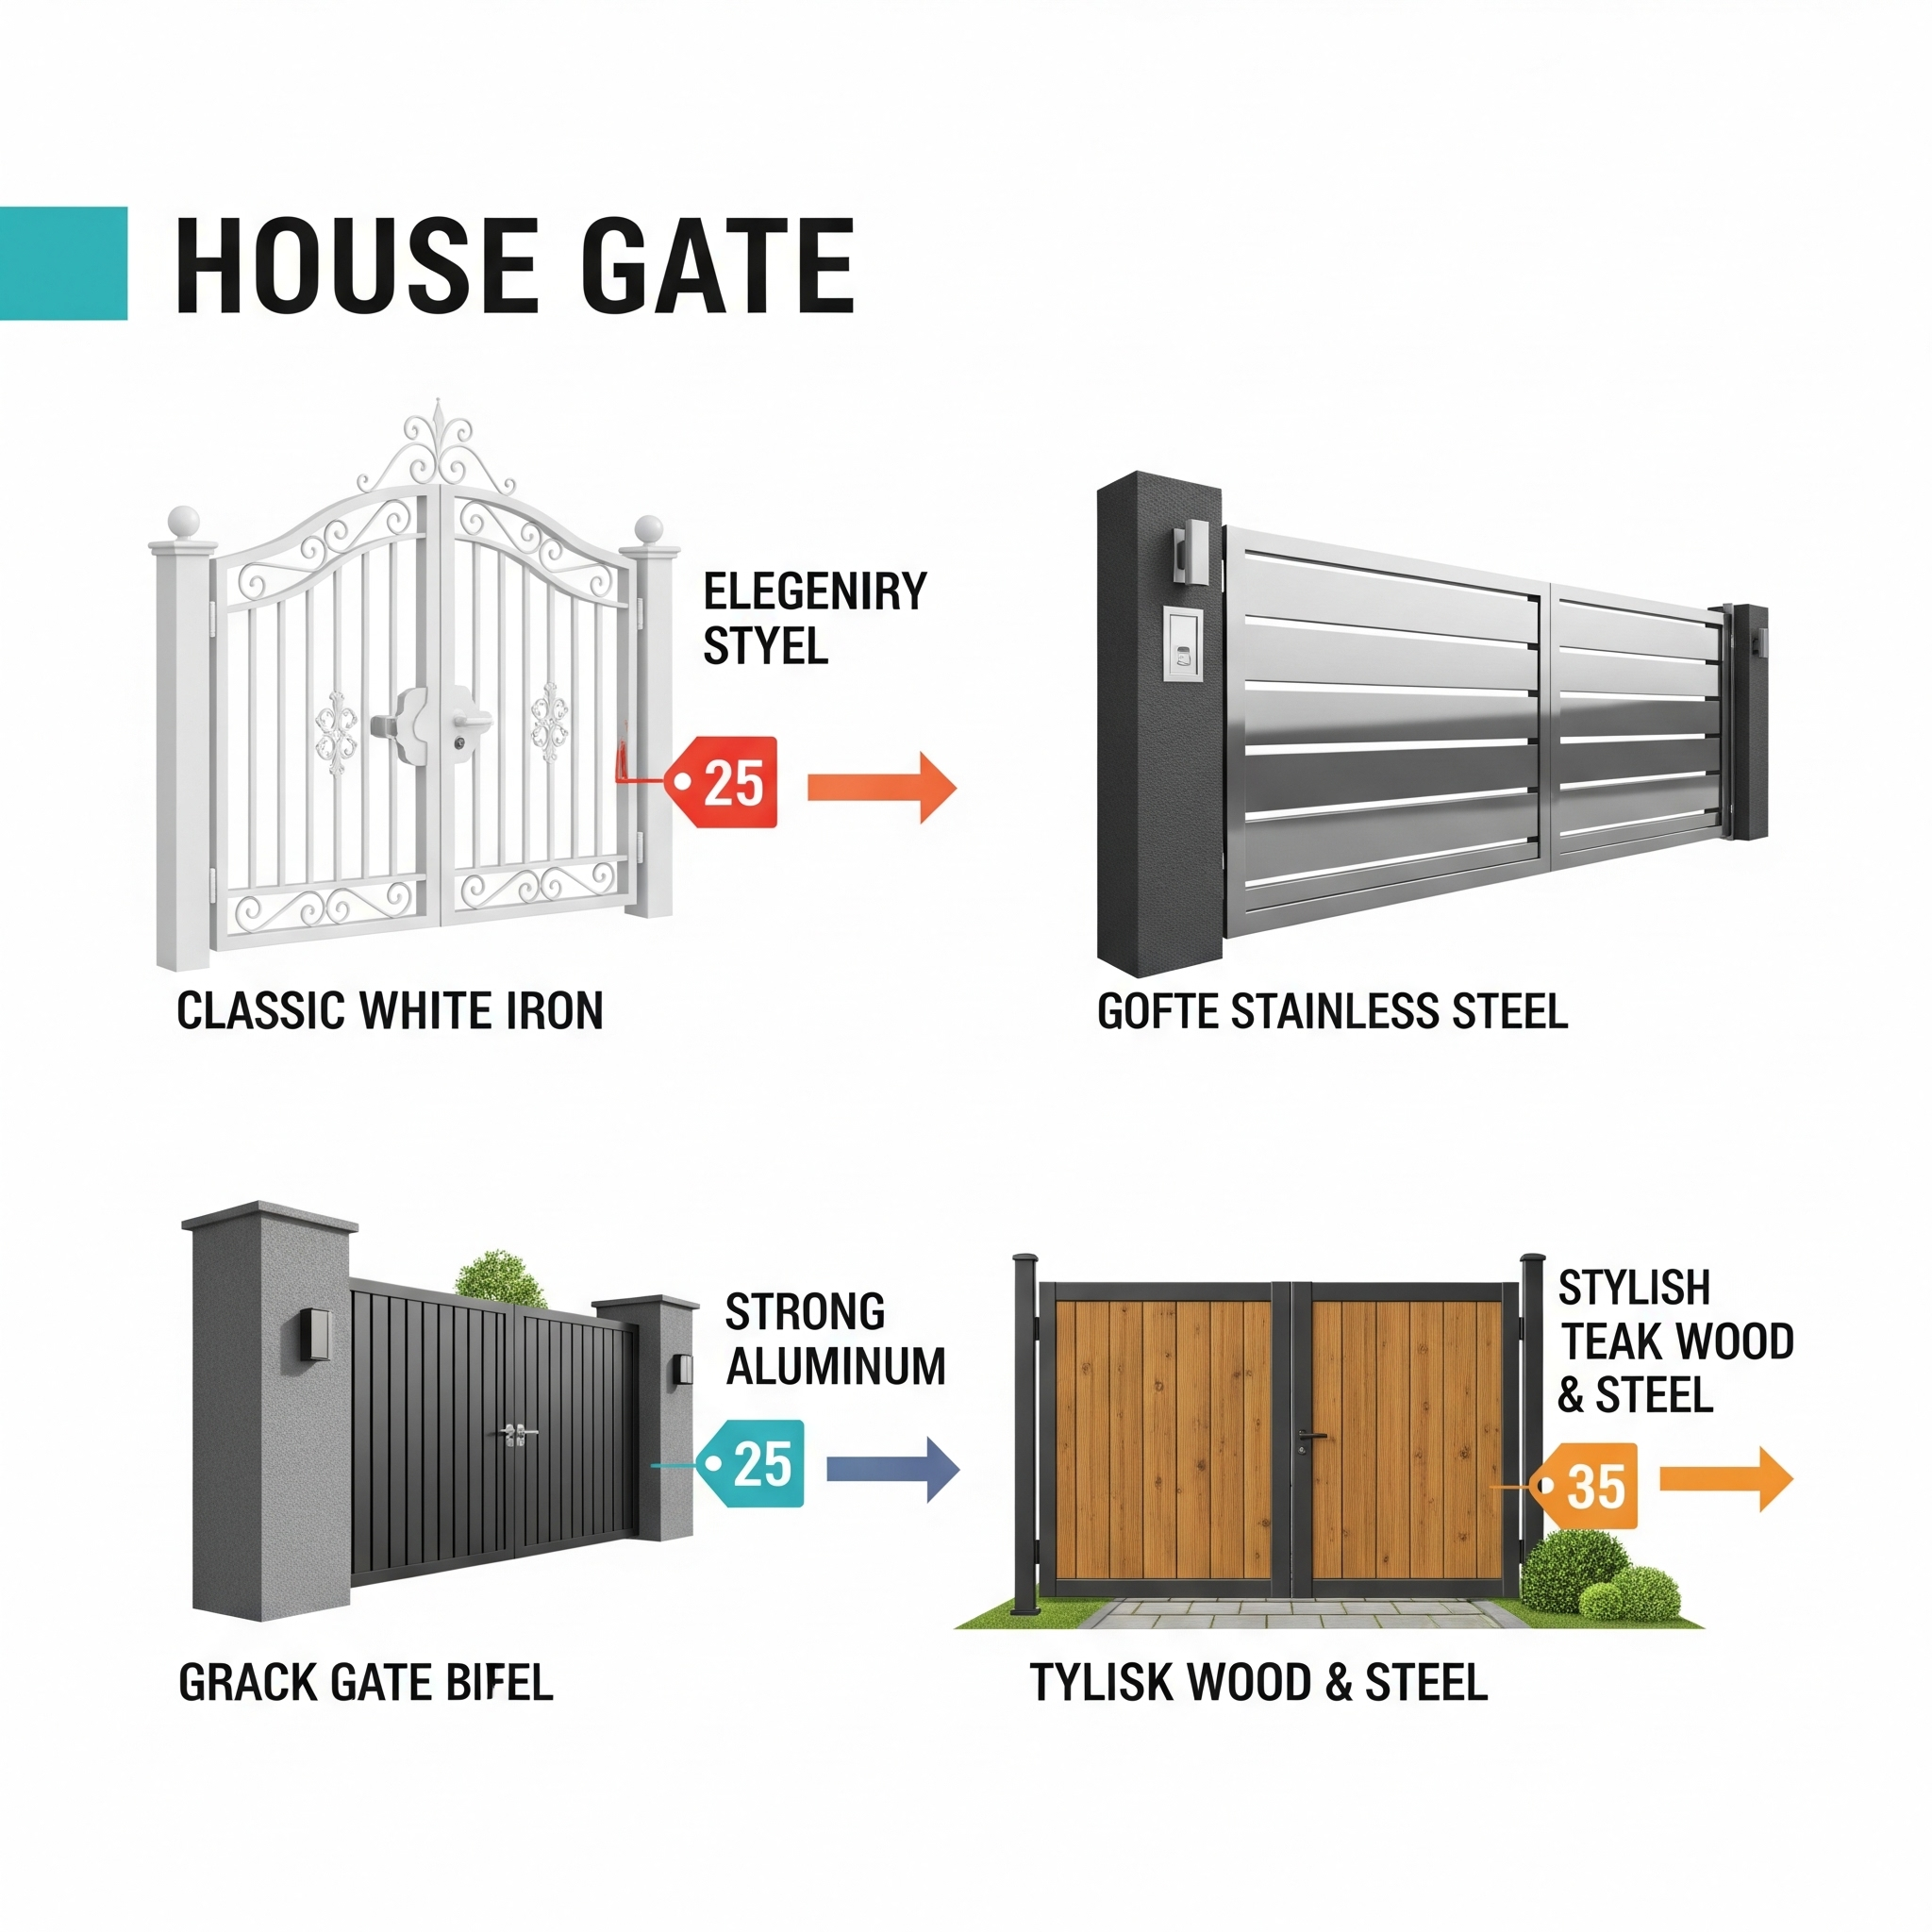 HOUSE GATE
ELEGENIRY
STYEL
25
CLASSIC WHITE IRON
GOFTE STAINLESS STEEL
STRONG
ALUMINUM
25
GRACK GATE BIFEL
STYLISH
TEAK WOOD
& STEEL
35
TYLISK WOOD & STEEL